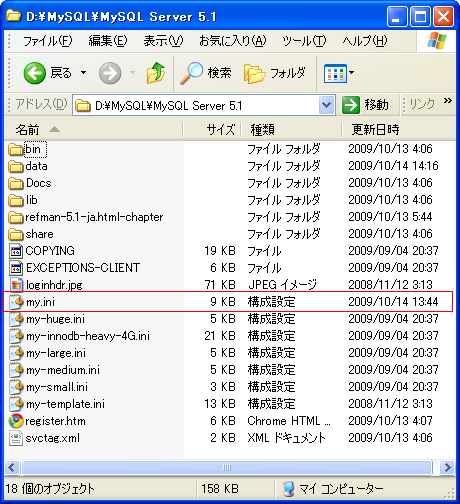 D:¥MySQL¥MySQL Server 5.1
ファイル(F) 編集(E) 表示(V) お気に入り(A) ツール(T) ヘルプ(H)
戻る 検索 フォルダ
アドレス(D) D:¥MySQL¥MySQL Server 5.1 移動 リンク »
名前 サイズ 種類 更新日時
bin ファイル フォルダ 2009/10/13 4:06
data ファイル フォルダ 2009/10/14 14:16
Docs ファイル フォルダ 2009/10/13 4:06
lib ファイル フォルダ 2009/10/13 4:06
refman-5.1-ja.html-chapter ファイル フォルダ 2009/10/13 5:44
share ファイル フォルダ 2009/10/13 4:06
COPYING 19 KB ファイル 2009/09/04 20:37
EXCEPTIONS-CLIENT 6 KB ファイル 2009/09/04 20:37
loginhdr.jpg 71 KB JPEG イメージ 2008/11/12 3:13
my.ini 9 KB 構成設定 2009/10/14 13:44
my-huge.ini 5 KB 構成設定 2009/09/04 20:37
my-innodb-heavy-4G.ini 21 KB 構成設定 2009/09/04 20:37
my-large.ini 5 KB 構成設定 2009/09/04 20:37
my-medium.ini 5 KB 構成設定 2009/09/04 20:37
my-small.ini 3 KB 構成設定 2009/09/04 20:37
my-template.ini 13 KB 構成設定 2008/11/12 3:13
register.htm 6 KB Chrome HTML ... 2009/10/13 4:07
svctag.xml 2 KB XML ドキュメント 2009/10/13 4:06
18 個のオブジェクト 158 KB マイ コンピューター